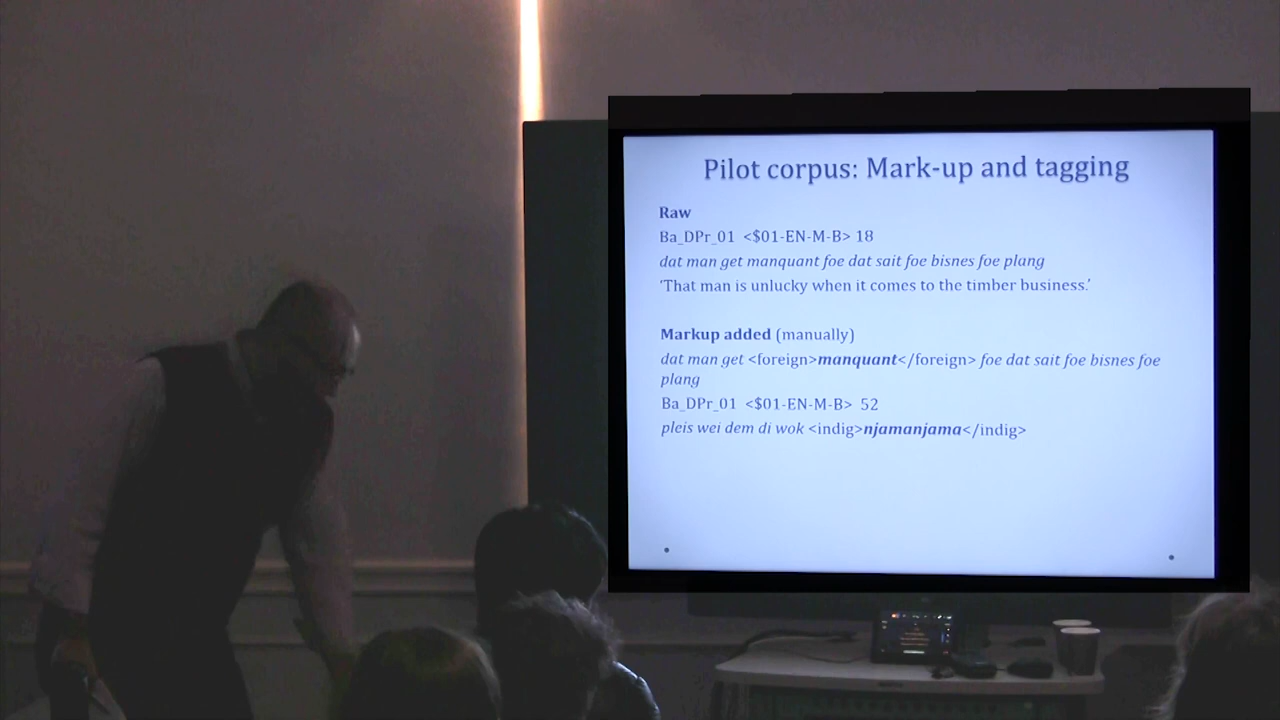 Pilot corpus: Mark-up and tagging
Raw
Ba_DPr_01 <$01-EN-M-B> 18
dat man get manquant foe dat sait foe bisnes foe plang
‘That man is unlucky when it comes to the timber business.’
Markup added (manually)
dat man get <foreign>manquant</foreign> foe dat sait foe bisnes foe
plang
Ba_DPr_01 <$01-EN-M-B> 52
pleis wei dem di wok <indig>njamanjama</indig>